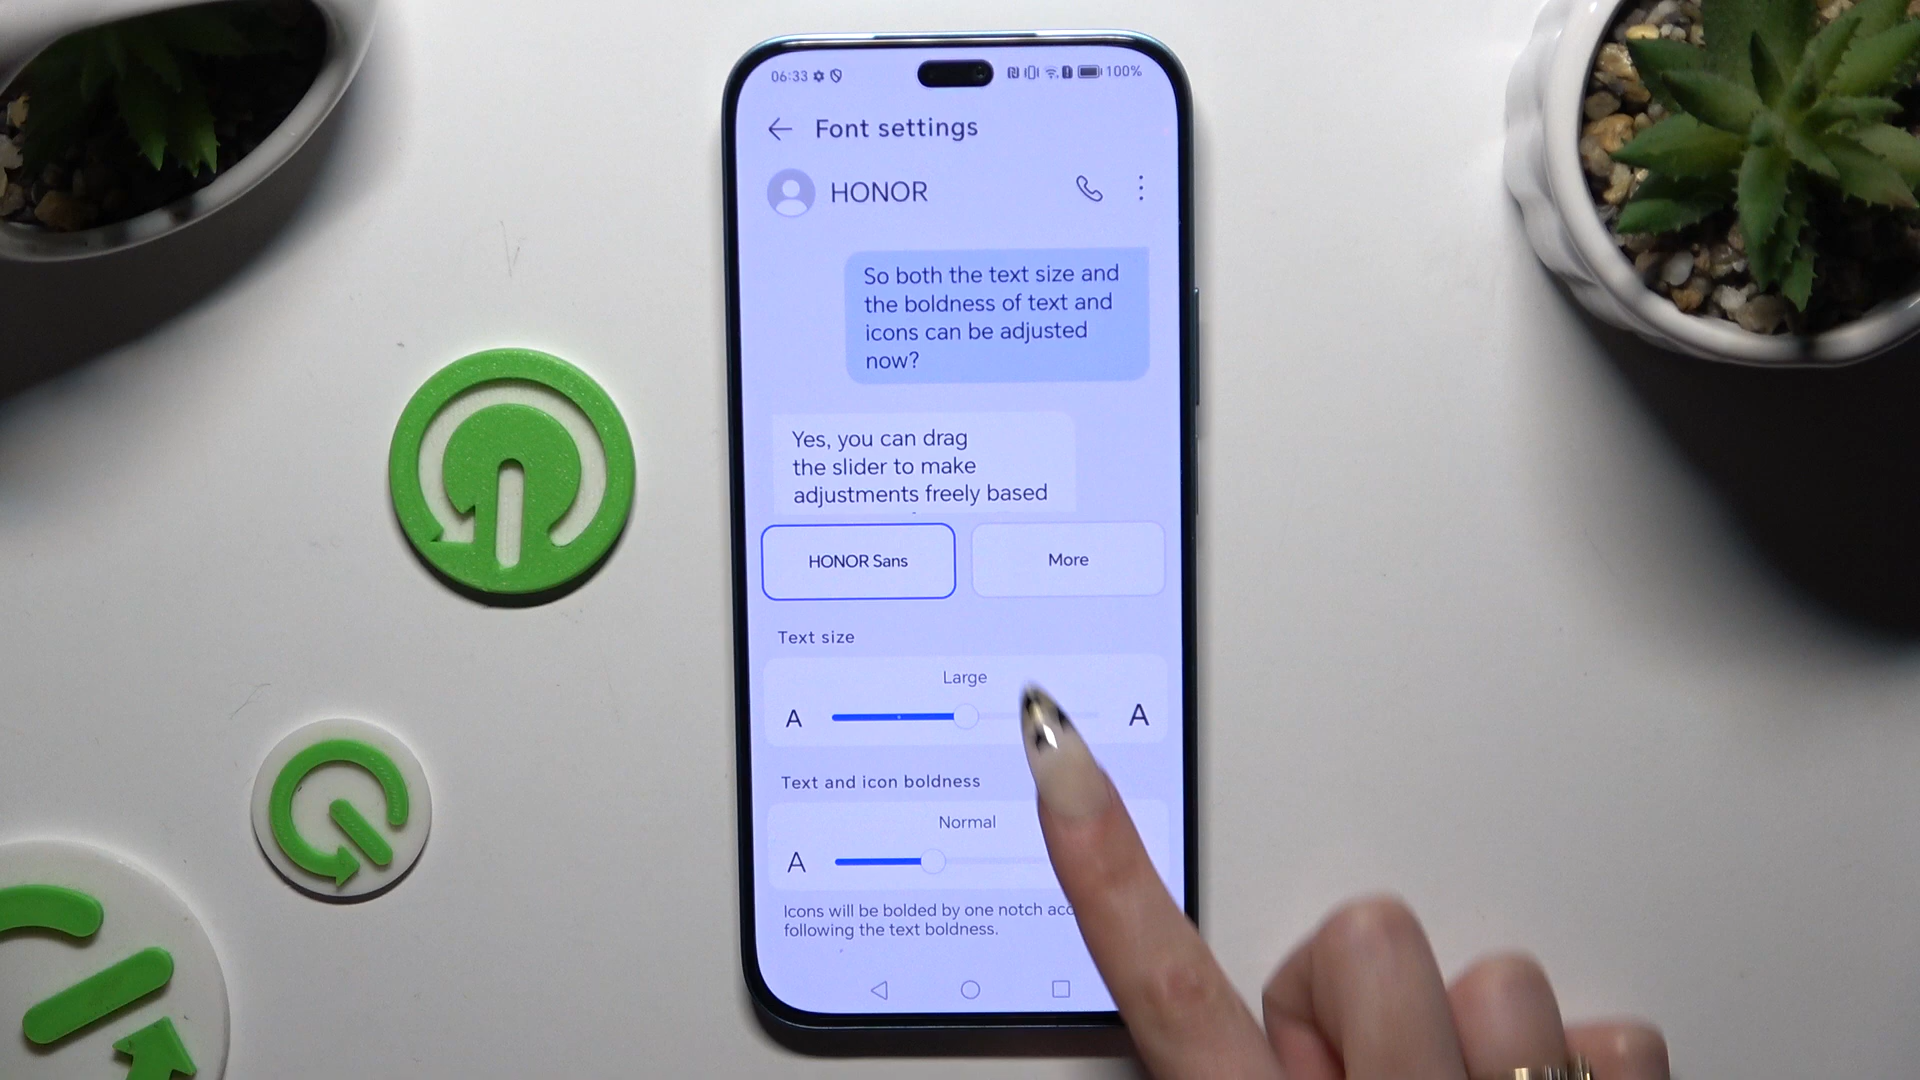 06:33 100%
Font settings
HONOR
So both the text size and
the boldness of text and
icons can be adjusted
now?
Yes, you can drag
the slider to make
adjustments freely based
HONOR Sans More
Text size
Large
A A
Text and icon boldness
Normal
A
Icons will be bolded by one notch
following the text boldness.